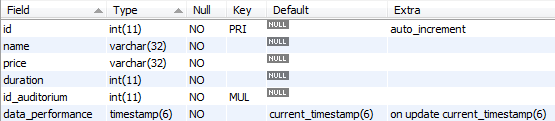 Field Type Null Key Default Extra
id int(11) NO PRI NULL auto_increment
name varchar(32) NO NULL
price varchar(32) NO NULL
duration int(11) NO NULL
id_auditorium int(11) NO MUL NULL
data_performance timestamp(6) NO current_timestamp(6) on update current_timestamp(6)